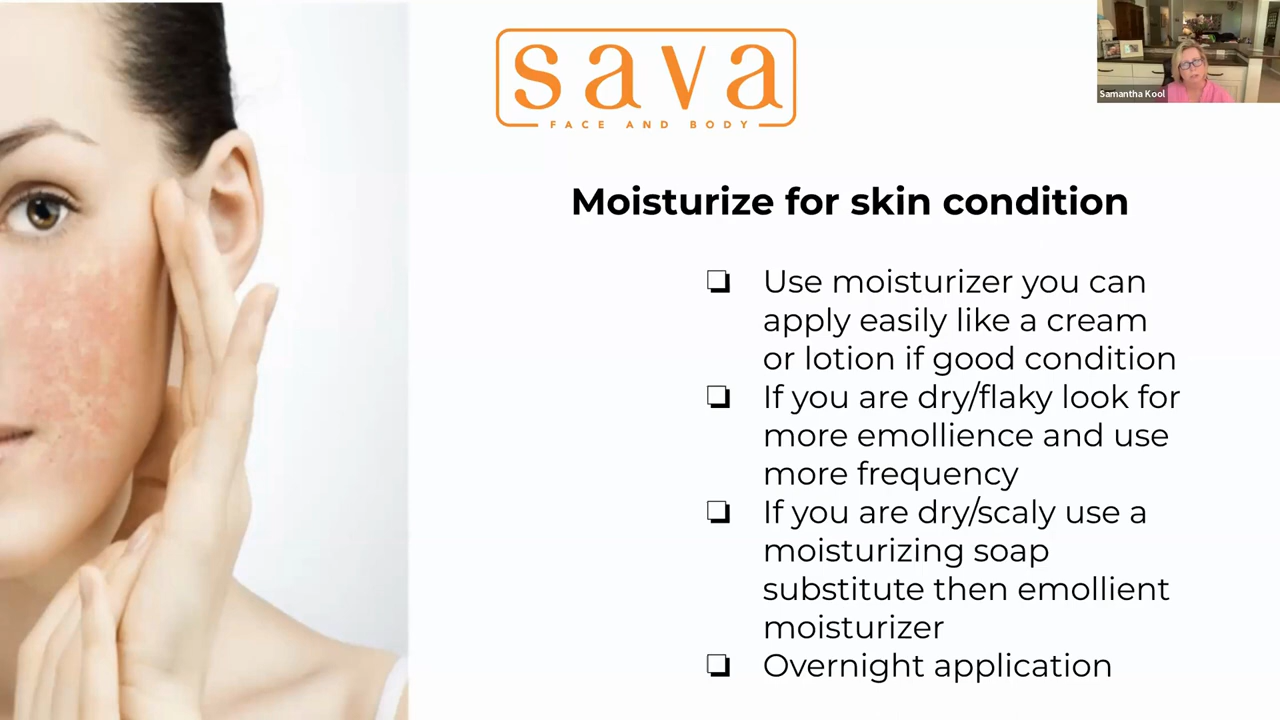 sava
FACE AND BODY
Samantha Kool
Moisturize for skin condition
❏ Use moisturizer you can
apply easily like a cream
or lotion if good condition
❏ If you are dry/flaky look for
more emollience and use
more frequency
❏ If you are dry/scaly use a
moisturizing soap
substitute then emollient
moisturizer
❏ Overnight application